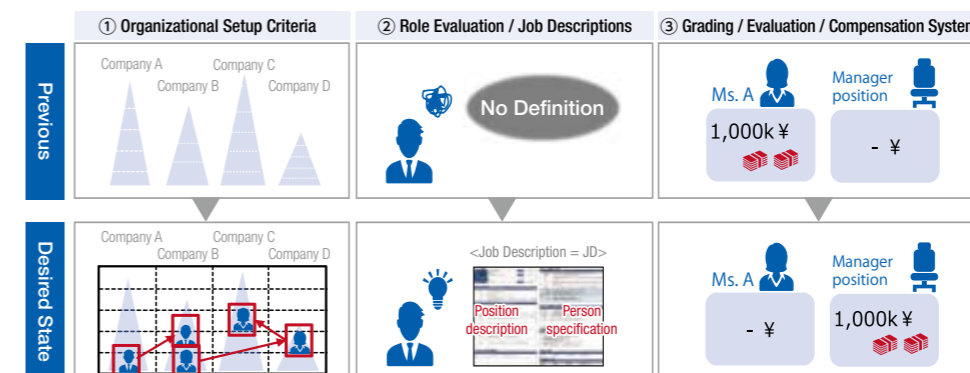 ① Organizational Setup Criteria
② Role Evaluation / Job Descriptions
③ Grading / Evaluation / Compensation System
Previous
Company A
Company B
Company C
Company D
No Definition
Ms. A
1,000k ¥
Manager
position
- ¥
Desired State
Company A
Company B
Company C
Company D
<Job Description = JD>
Position
description
Person
specification
Ms. A
- ¥
Manager
position
1,000k ¥